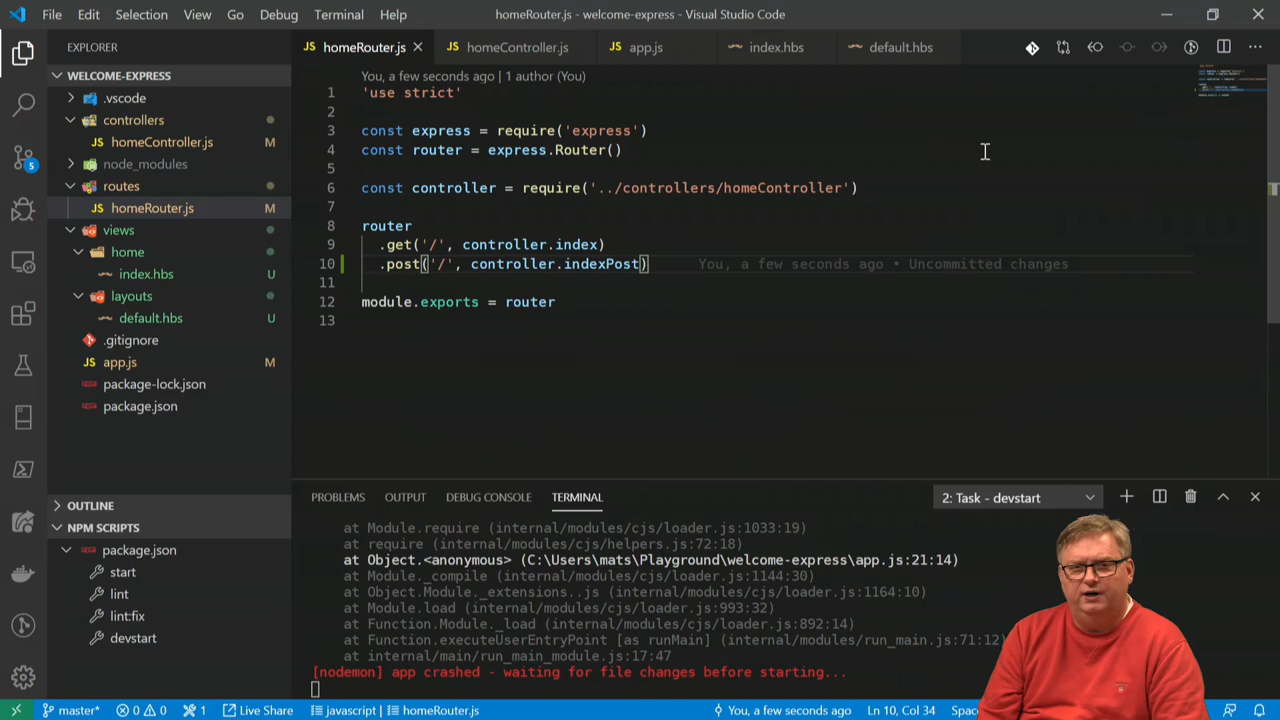 File Edit Selection View Go Debug Terminal Help
homeRouter.js - welcome-express - Visual Studio Code
EXPLORER
WELCOME-EXPRESS
.vscode
controllers
JS homeController.js M
node_modules
routes
JS homeRouter.js M
views
home
index.hbs U
layouts
default.hbs U
.gitignore
JS app.js M
package-lock.json
package.json
OUTLINE
NPM SCRIPTS
package.json
start
lint
lint:fix
devstart
5
JS homeRouter.js JS homeController.js JS app.js index.hbs default.hbs
You, a few seconds ago | 1 author (You)
1 'use strict'
2
3 const express = require('express')
4 const router = express.Router()
5
6 const controller = require('../controllers/homeController')
7
8 router
9 .get('/', controller.index)
10 .post('/', controller.indexPost) You, a few seconds ago • Uncommitted changes
11
12 module.exports = router
13
PROBLEMS OUTPUT DEBUG CONSOLE TERMINAL 2: Task - devstart
at Module.require (internal/modules/cjs/loader.js:1033:19)
at require (internal/modules/cjs/helpers.js:72:18)
at Object.<anonymous> (C:\Users\mats\Playground\welcome-express\app.js:21:14)
at Module._compile (internal/modules/cjs/loader.js:1144:30)
at Object.Module._extensions..js (internal/modules/cjs/loader.js:1164:10)
at Module.load (internal/modules/cjs/loader.js:993:32)
at Function.Module._load (internal/modules/cjs/loader.js:892:14)
at Function.executeUserEntryPoint [as runMain] (internal/modules/run_main.js:71:12)
at internal/main/run_main_module.js:17:47
[nodemon] app crashed - waiting for file changes before starting...
master* 0 0 1 Live Share javascript | homeRouter.js You, a few seconds ago Ln 10, Col 34